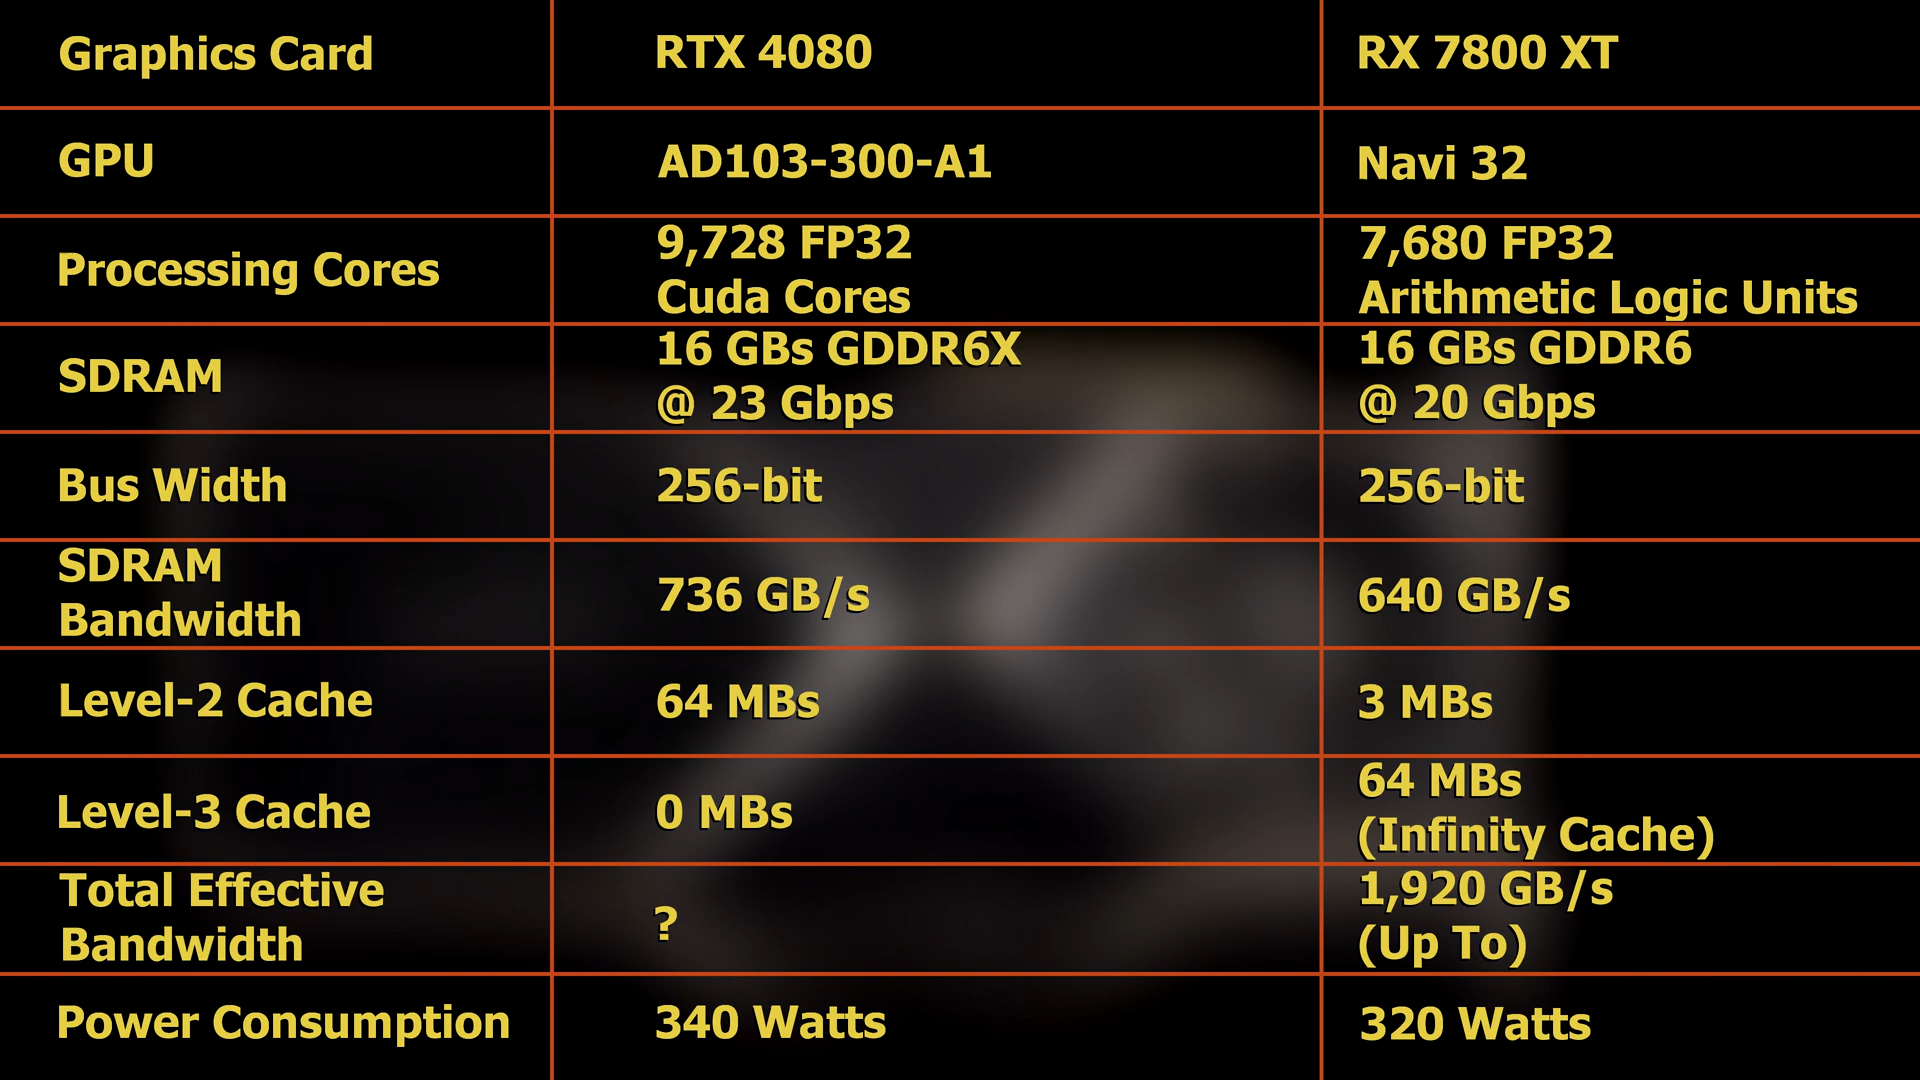 Graphics Card
RTX 4080
RX 7800 XT
GPU
AD103-300-A1
Navi 32
Processing Cores
9,728 FP32
Cuda Cores
7,680 FP32
Arithmetic Logic Units
SDRAM
16 GBs GDDR6X
@ 23 Gbps
16 GBs GDDR6
@ 20 Gbps
Bus Width
256-bit
256-bit
SDRAM
Bandwidth
736 GB/s
640 GB/s
Level-2 Cache
64 MBs
3 MBs
Level-3 Cache
0 MBs
64 MBs
(Infinity Cache)
Total Effective
Bandwidth
?
1,920 GB/s
(Up To)
Power Consumption
340 Watts
320 Watts